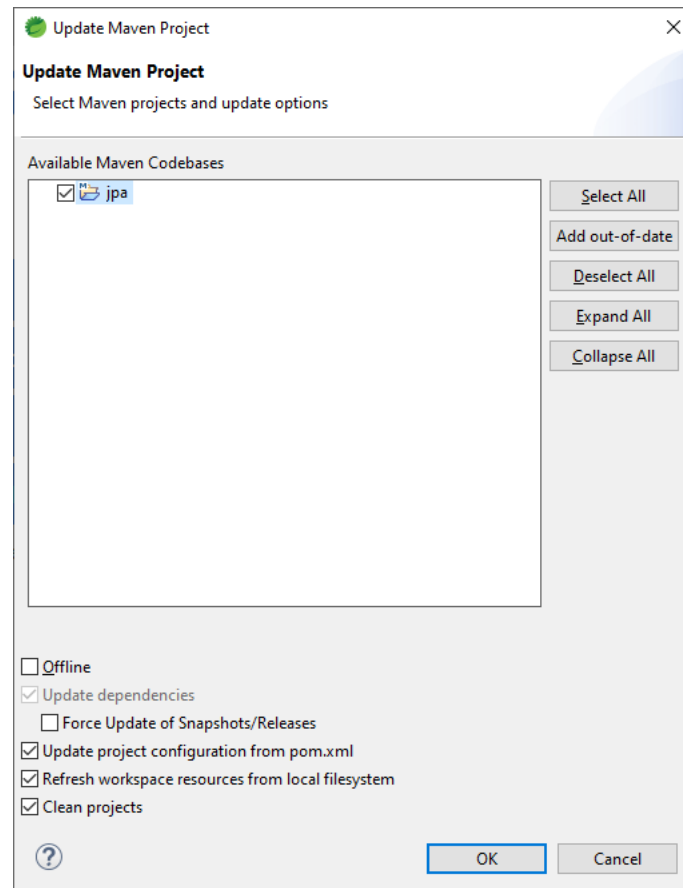 Update Maven Project
Update Maven Project
Select Maven projects and update options
Available Maven Codebases
jpa
Select All
Add out-of-date
Deselect All
Expand All
Collapse All
Offline
Update dependencies
Force Update of Snapshots/Releases
Update project configuration from pom.xml
Refresh workspace resources from local filesystem
Clean projects
?
OK
Cancel